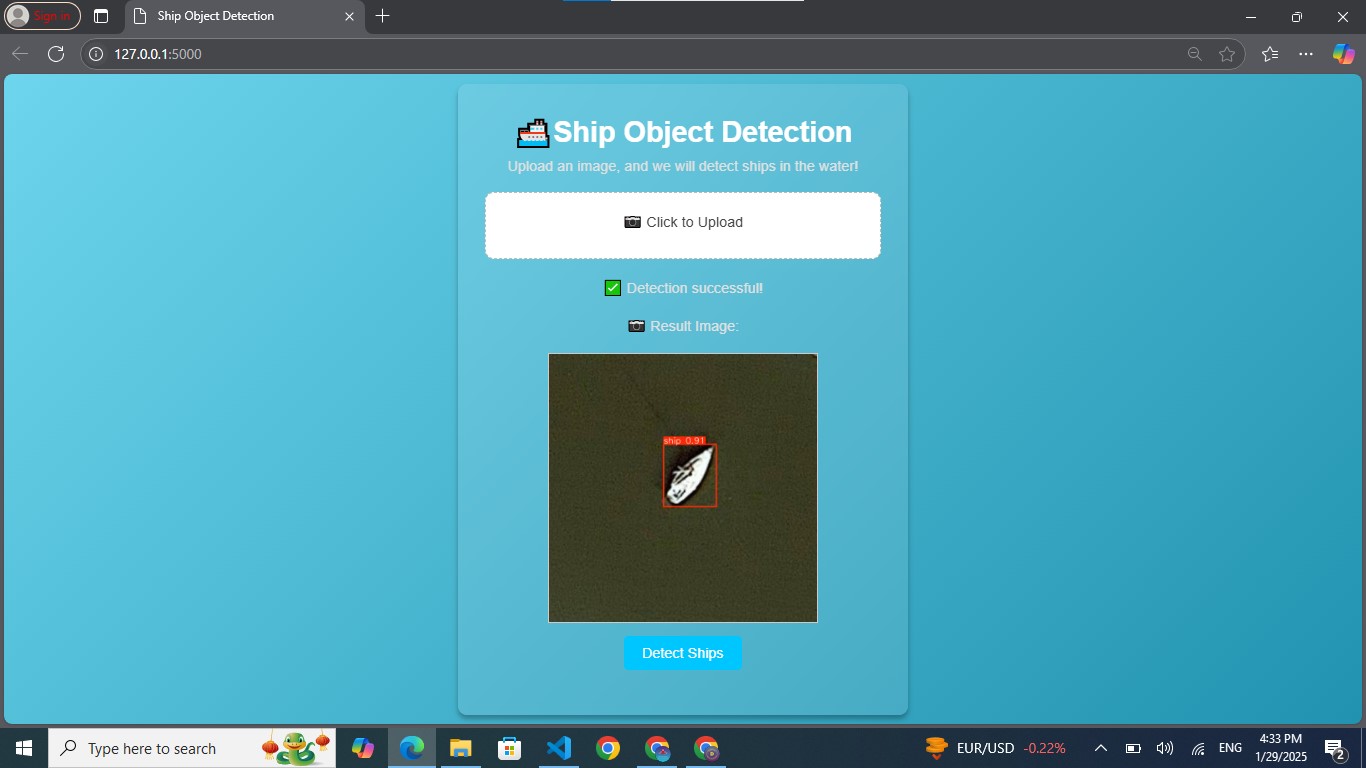 Sign in
Ship Object Detection
127.0.0.1:5000
Ship Object Detection
Upload an image, and we will detect ships in the water!
Click to Upload
Detection successful!
Result Image:
ship 0.91
Detect Ships
Type here to search
EUR/USD -0.22%
ENG
4:33 PM
1/29/2025
2